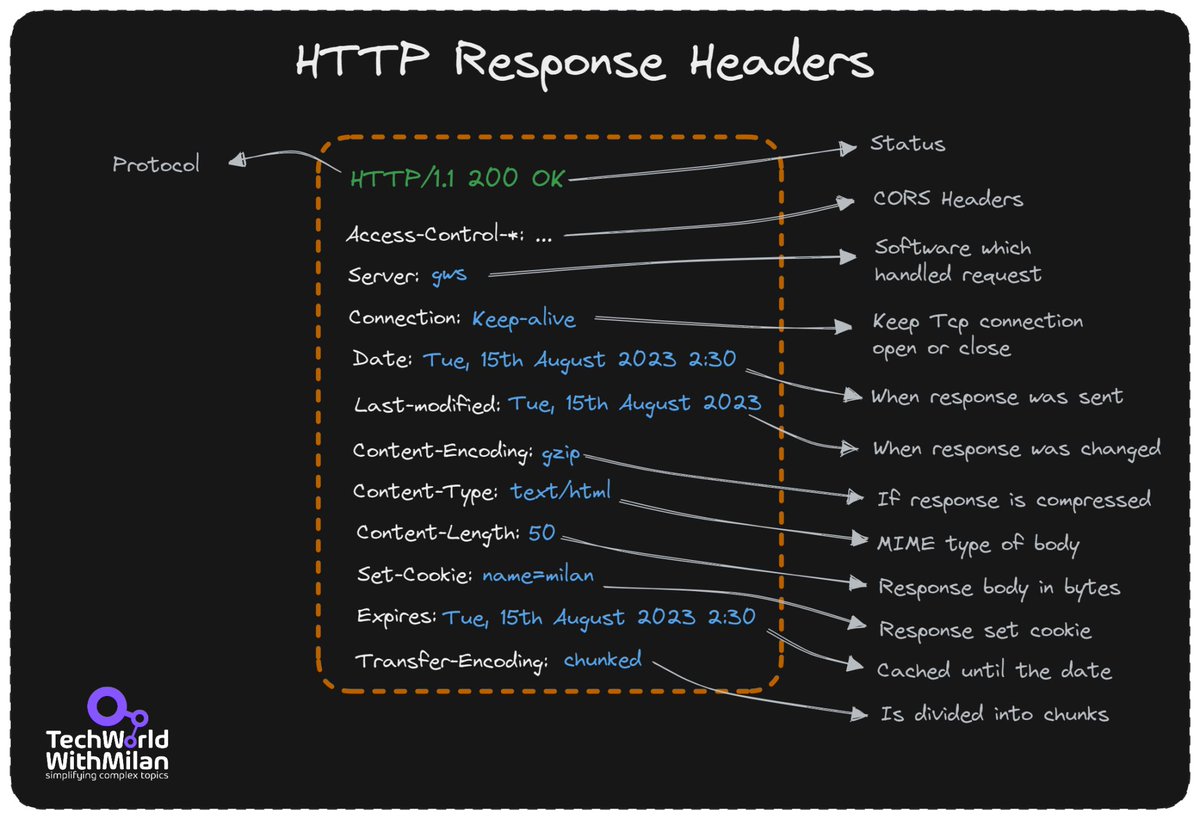 HTTP Response Headers
Protocol
HTTP/1.1 200 OK
Status
Access-Control-*: ...
CORS Headers
Server: gws
Software which
handled request
Connection: Keep-alive
Keep Tcp connection
open or close
Date: Tue, 15th August 2023 2:30
When response was sent
Last-modified: Tue, 15th August 2023
When response was changed
Content-Encoding: gzip
If response is compressed
Content-Type: text/html
MIME type of body
Content-Length: 50
Response body in bytes
Set-Cookie: name=milan
Response set cookie
Expires: Tue, 15th August 2023 2:30
Cached until the date
Transfer-Encoding: chunked
Is divided into chunks
TechWorld
WithMilan
simplifying complex topics